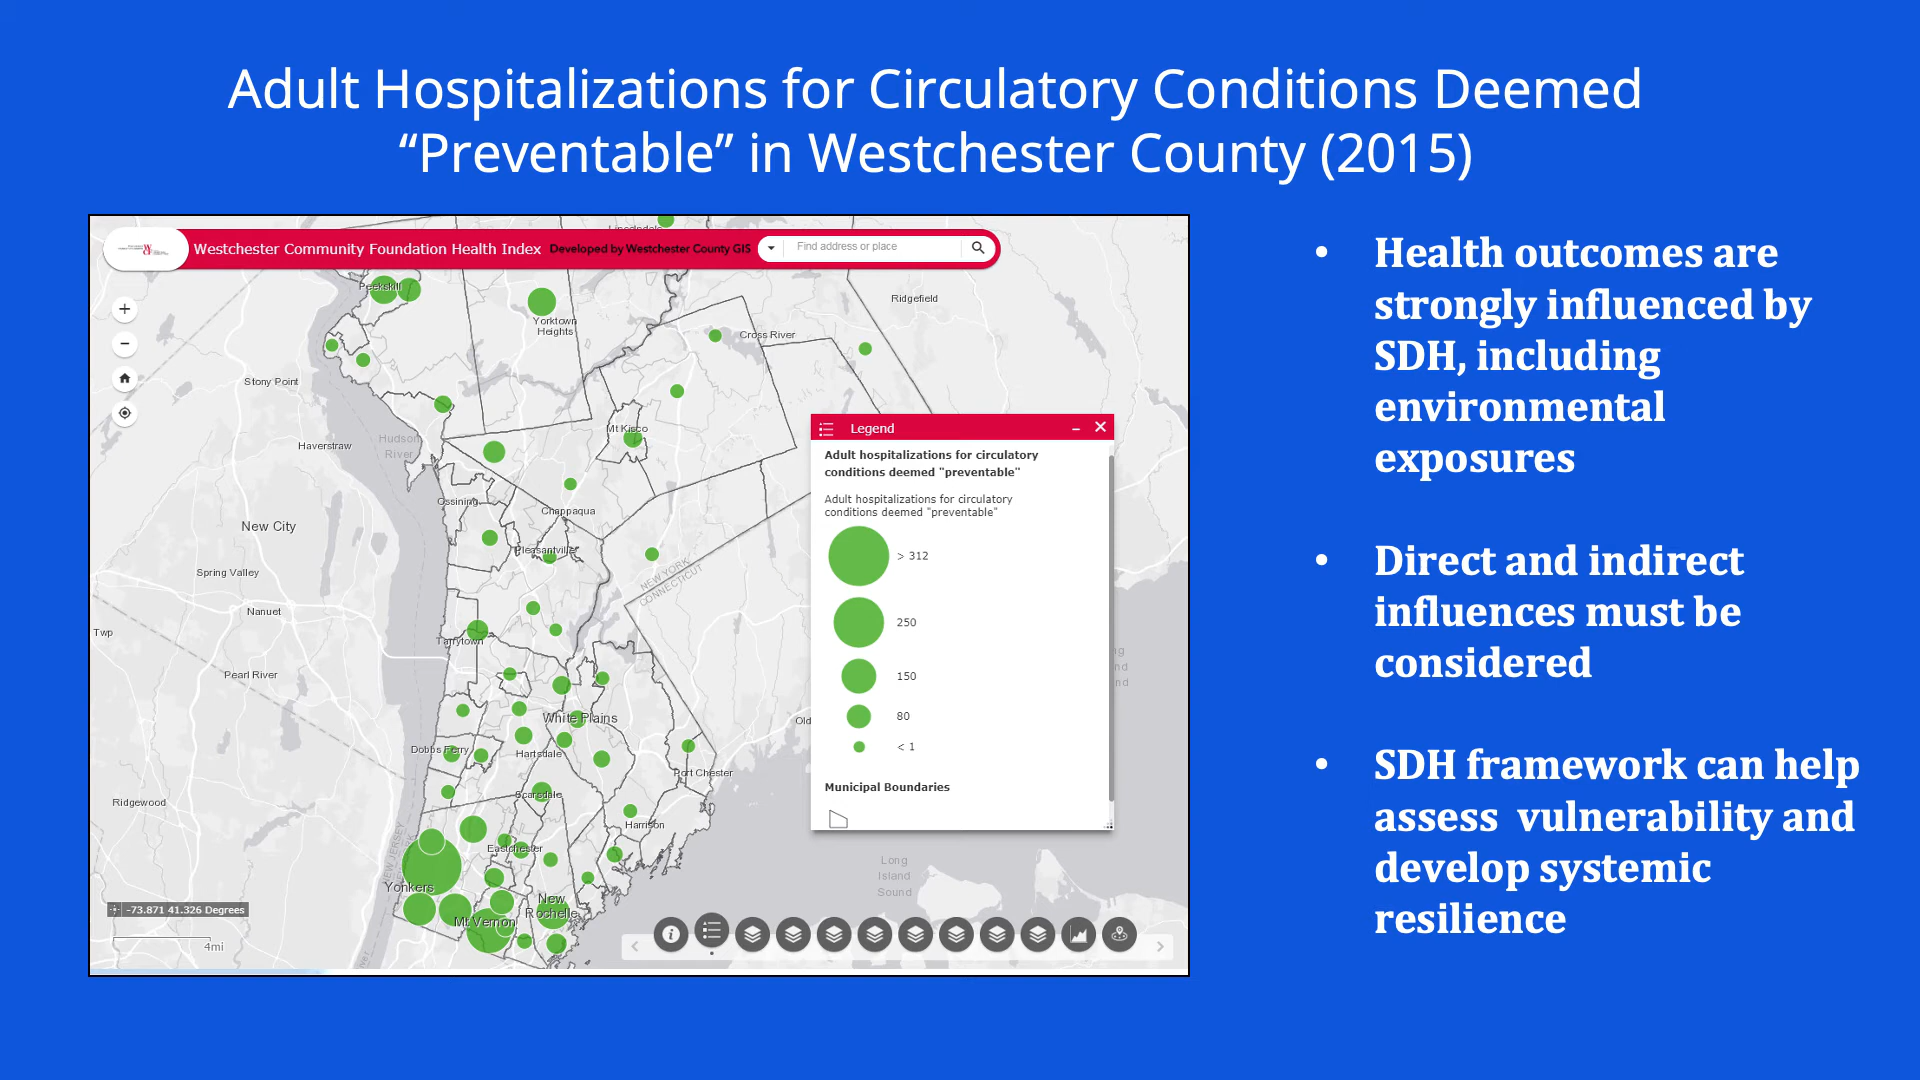 Adult Hospitalizations for Circulatory Conditions Deemed
“Preventable” in Westchester County (2015)
Westchester Community Foundation Health Index Developed by Westchester County GIS
Find address or place
Peekskill
Yorktown
Heights
Cross River
Ridgefield
Stony Point
Mt Kisco
Haverstraw
Hudson
River
Ossining
Chappaqua
New City
Pleasantville
NEW YORK
CONNECTICUT
Spring Valley
Nanuet
Twp
Tarrytown
Pearl River
White Plains
Old
Dobbs Ferry
Hartsdale
Port Chester
Ridgewood
Scarsdale
Harrison
NEW JERSEY
Eastchester
Yonkers
New
Rochelle
Mt Vernon
Long
Island
Sound
-73.871 41.326 Degrees
4mi
Legend
Adult hospitalizations for circulatory
conditions deemed "preventable"
Adult hospitalizations for circulatory
conditions deemed "preventable"
> 312
250
150
80
< 1
Municipal Boundaries
• Health outcomes are
strongly influenced by
SDH, including
environmental
exposures
• Direct and indirect
influences must be
considered
• SDH framework can help
assess vulnerability and
develop systemic
resilience